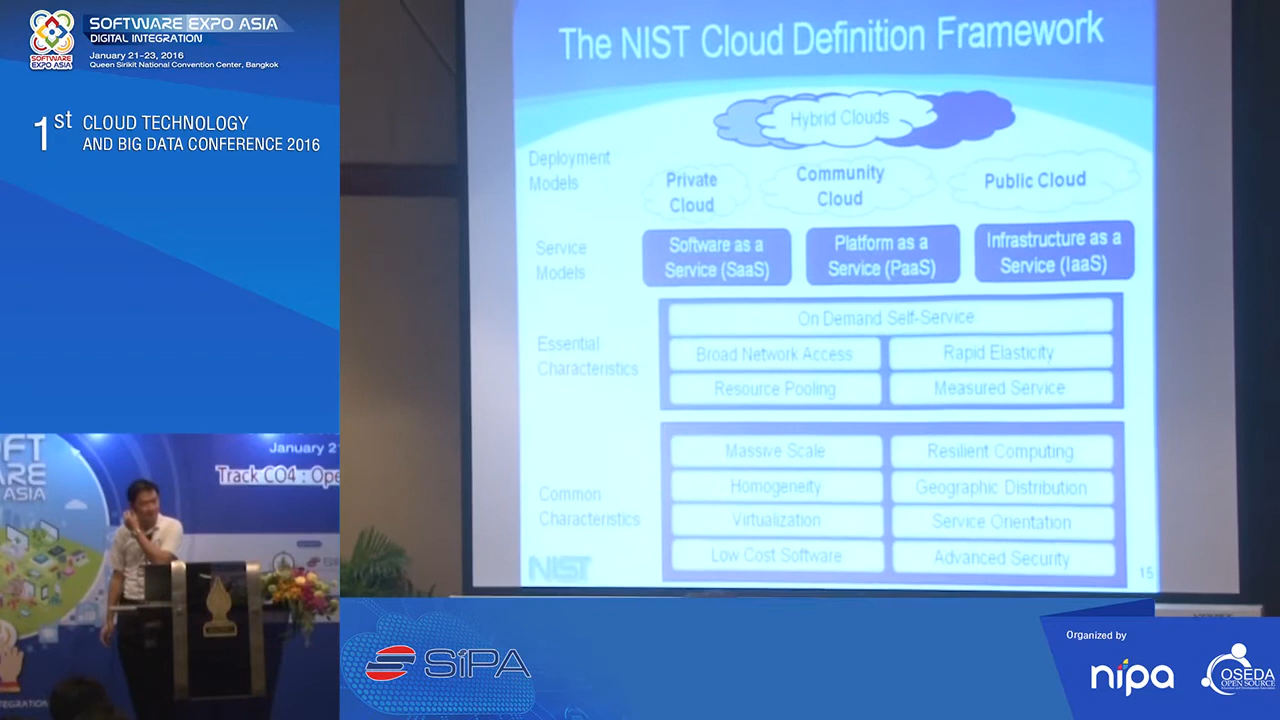 SOFTWARE EXPO ASIA
DIGITAL INTEGRATION
January 21-23, 2016
Queen Sirikit National Convention Center, Bangkok
SOFTWARE
EXPO ASIA
1st CLOUD TECHNOLOGY
AND BIG DATA CONFERENCE 2016
The NIST Cloud Definition Framework
Hybrid Clouds
Deployment
Models
Private
Cloud
Community
Cloud
Public Cloud
Service
Models
Software as a
Service (SaaS)
Platform as a
Service (PaaS)
Infrastructure as a
Service (IaaS)
Essential
Characteristics
On Demand Self-Service
Broad Network Access
Rapid Elasticity
Resource Pooling
Measured Service
Common
Characteristics
Massive Scale
Resilient Computing
Homogeneity
Geographic Distribution
Virtualization
Service Orientation
Low Cost Software
Advanced Security
NIST
15
January 2
Track CO4 : Ope
ARE
ASIA
SiPA
Organized by
nipa
OSEDA
OPEN SOURCE